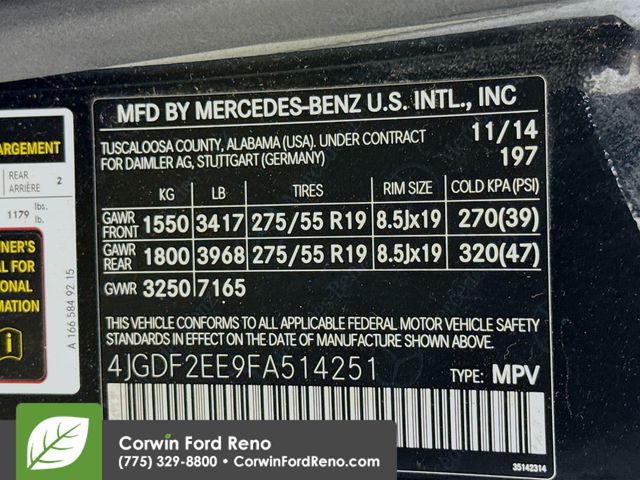 MFD BY MERCEDES-BENZ U.S. INTL., INC
TUSCALOOSA COUNTY, ALABAMA (USA). UNDER CONTRACT 11/14
FOR DAIMLER AG, STUTTGART (GERMANY) 197
KG LB TIRES RIM SIZE COLD KPA (PSI)
GAWR FRONT 1550 3417 275/55 R19 8.5Jx19 270(39)
GAWR REAR 1800 3968 275/55 R19 8.5Jx19 320(47)
GVWR 3250 7165
THIS VEHICLE CONFORMS TO ALL APPLICABLE FEDERAL MOTOR VEHICLE SAFETY
STANDARDS IN EFFECT ON THE DATE OF MANUFACTURE SHOWN ABOVE.
4JGDF2EE9FA514251 TYPE: MPV
35142314
ARGEMENT
REAR
ARRIÈRE 2
1179 lbs.
lb.
NER'S
AL FOR
IONAL
MATION
A 166 584 92 15
Corwin Ford Reno
(775) 329-8800 • CorwinFordReno.com